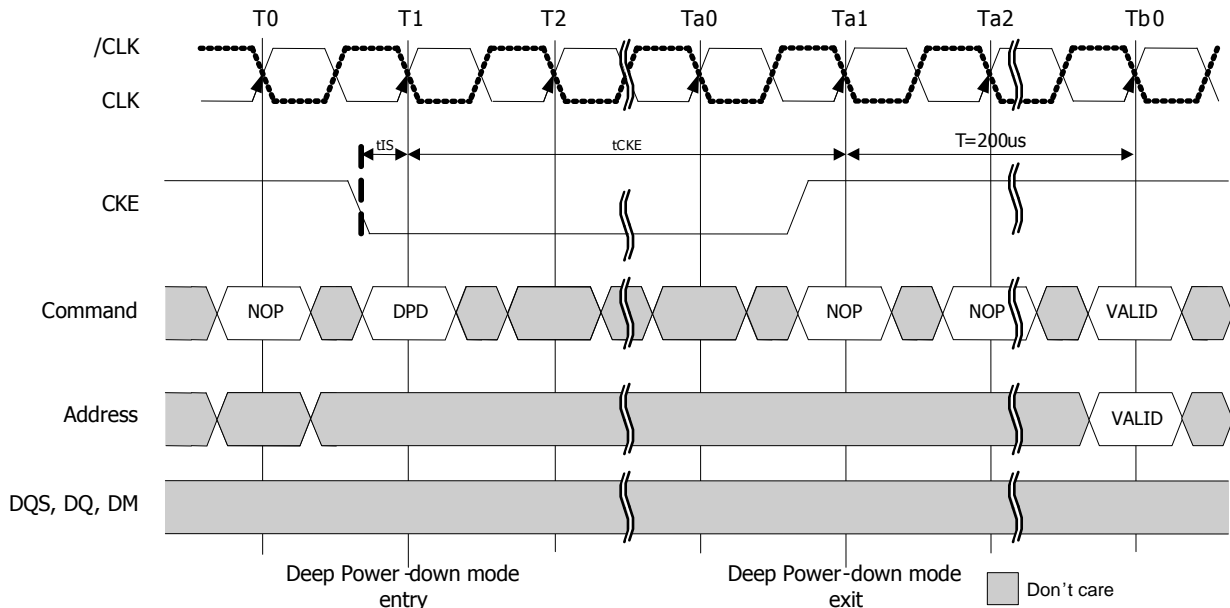 T0 T1 T2 Ta0 Ta1 Ta2 Tb0
/CLK
CLK
tIS tCKE T=200us
CKE
Command NOP DPD NOP NOP VALID
Address VALID
DQS, DQ, DM
Deep Power-down mode
entry
Deep Power-down mode
exit
Don't care